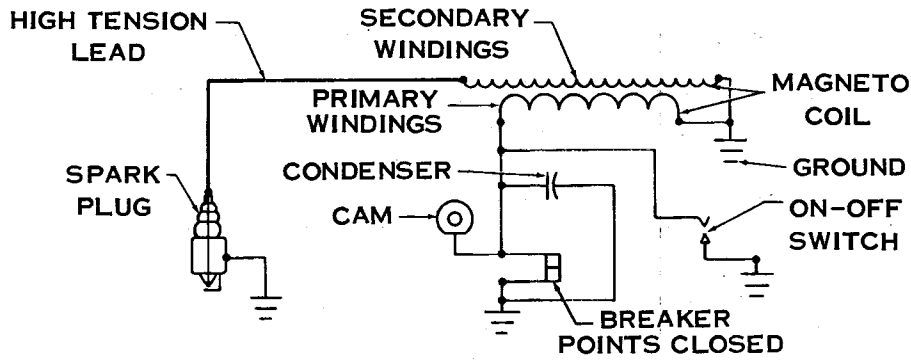 HIGH TENSION
LEAD
SECONDARY
WINDINGS
PRIMARY
WINDINGS
MAGNETO
COIL
GROUND
SPARK
PLUG
CONDENSER
CAM
ON-OFF
SWITCH
BREAKER
POINTS CLOSED